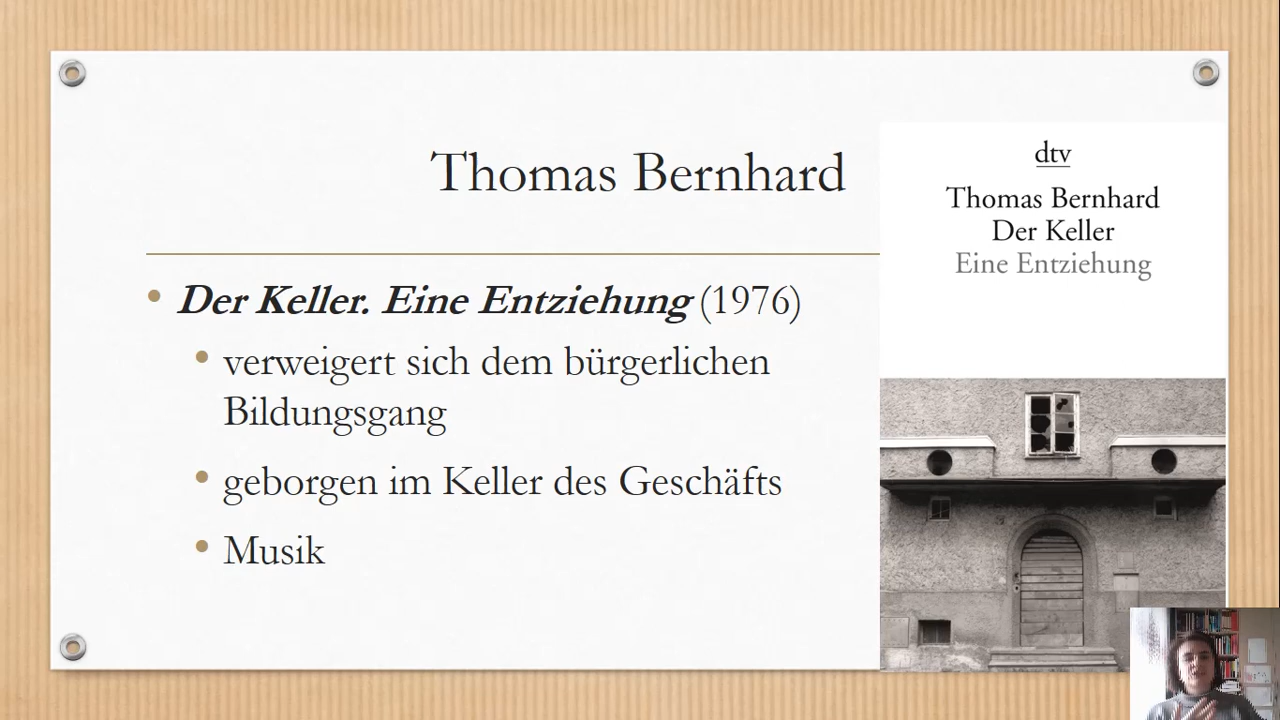 Thomas Bernhard
Der Keller. Eine Entziehung (1976)
verweigert sich dem bürgerlichen
Bildungsgang
geborgen im Keller des Geschäfts
Musik
dtv
Thomas Bernhard
Der Keller
Eine Entziehung